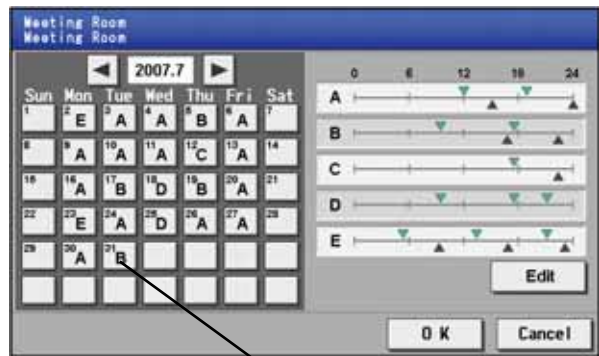 Meeting Room
Meeting Room
◀ 2007.7 ▶
Sun Mon Tue Wed Thu Fri Sat
1 2 E 3 A 4 A 5 B 6 A 7
8 9 A 10 A 11 A 12 C 13 A 14
15 16 A 17 B 18 D 19 B 20 A 21
22 23 E 24 A 25 D 26 A 27 A 28
29 30 A 31 B
0 6 12 18 24
A
B
C
D
E
Edit
OK Cancel